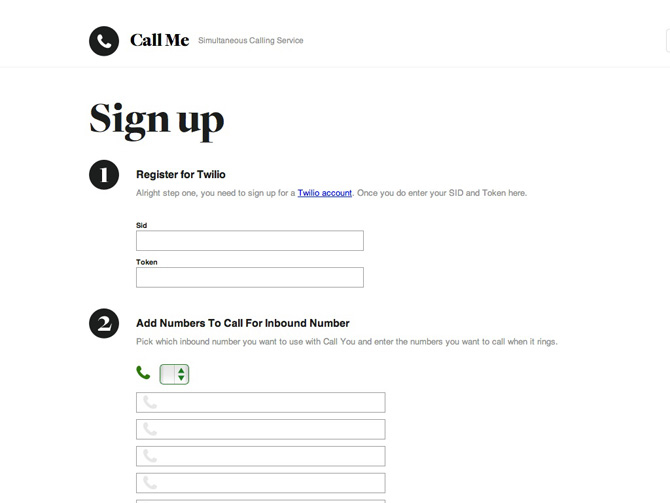 Call Me Simultaneous Calling Service
Sign up
1 Register for Twilio
Alright step one, you need to sign up for a Twilio account. Once you do enter your SID and Token here.
Sid
Token
2 Add Numbers To Call For Inbound Number
Pick which inbound number you want to use with Call You and enter the numbers you want to call when it rings.